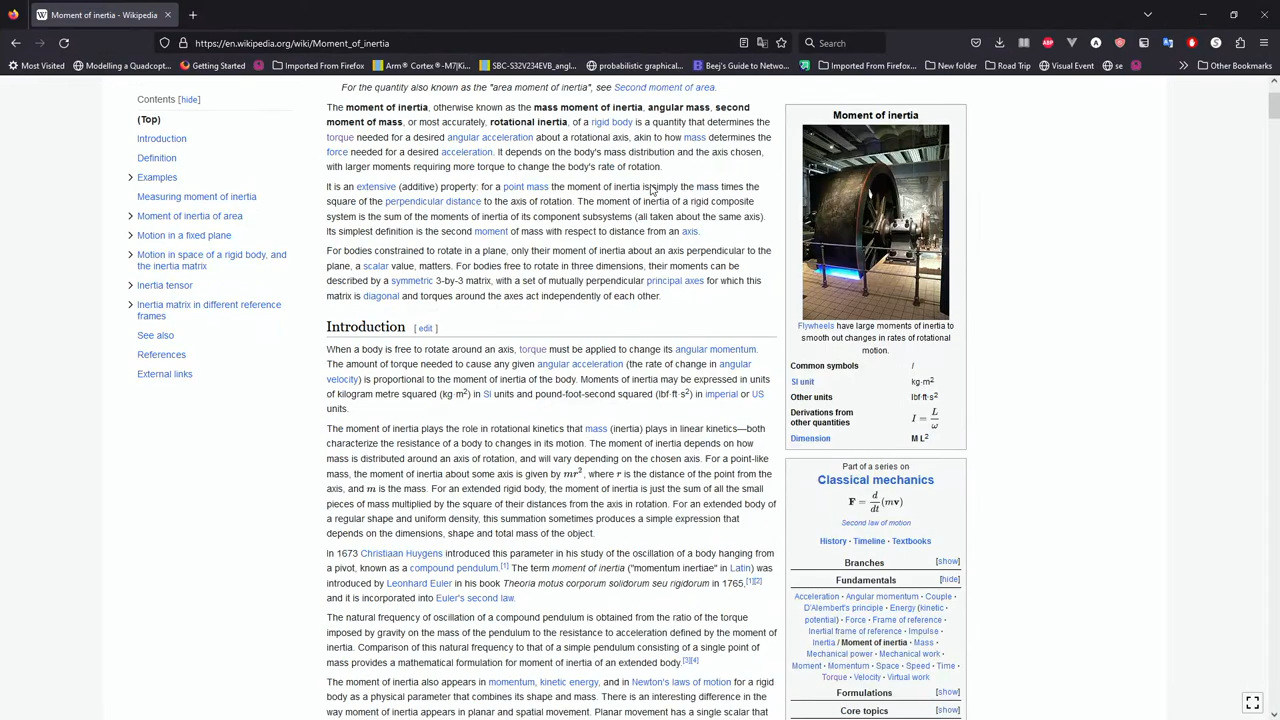 Moment of inertia - Wikipedia
https://en.wikipedia.org/wiki/Moment_of_inertia
Search
Most Visited
Modelling a Quadcopt...
Getting Started
Imported From Firefox
Arm® Cortex®-M7|Ki...
SBC-S32V234EVB_angl...
probabilistic graphical...
Beej's Guide to Netwo...
Imported From Firefox
New folder
Road Trip
Visual Event
se
Other Bookmarks
Contents [hide]
(Top)
Introduction
Definition
Examples
Measuring moment of inertia
Moment of inertia of area
Motion in a fixed plane
Motion in space of a rigid body, and
the inertia matrix
Inertia tensor
Inertia matrix in different reference
frames
See also
References
External links
For the quantity also known as the "area moment of inertia", see Second moment of area.
The moment of inertia, otherwise known as the mass moment of inertia, angular mass, second
moment of mass, or most accurately, rotational inertia, of a rigid body is a quantity that determines the
torque needed for a desired angular acceleration about a rotational axis, akin to how mass determines the
force needed for a desired acceleration. It depends on the body's mass distribution and the axis chosen,
with larger moments requiring more torque to change the body's rate of rotation.
It is an extensive (additive) property: for a point mass the moment of inertia is simply the mass times the
square of the perpendicular distance to the axis of rotation. The moment of inertia of a rigid composite
system is the sum of the moments of inertia of its component subsystems (all taken about the same axis).
Its simplest definition is the second moment of mass with respect to distance from an axis.
For bodies constrained to rotate in a plane, only their moment of inertia about an axis perpendicular to the
plane, a scalar value, matters. For bodies free to rotate in three dimensions, their moments can be
described by a symmetric 3-by-3 matrix, with a set of mutually perpendicular principal axes for which this
matrix is diagonal and torques around the axes act independently of each other.
Introduction [ edit ]
When a body is free to rotate around an axis, torque must be applied to change its angular momentum.
The amount of torque needed to cause any given angular acceleration (the rate of change in angular
velocity) is proportional to the moment of inertia of the body. Moments of inertia may be expressed in units
of kilogram metre squared (kg·m²) in SI units and pound-foot-second squared (lbf·ft·s²) in imperial or US
units.
The moment of inertia plays the role in rotational kinetics that mass (inertia) plays in linear kinetics—both
characterize the resistance of a body to changes in its motion. The moment of inertia depends on how
mass is distributed around an axis of rotation, and will vary depending on the chosen axis. For a point-like
mass, the moment of inertia about some axis is given by mr², where r is the distance of the point from the
axis, and m is the mass. For an extended rigid body, the moment of inertia is just the sum of all the small
pieces of mass multiplied by the square of their distances from the axis in rotation. For an extended body of
a regular shape and uniform density, this summation sometimes produces a simple expression that
depends on the dimensions, shape and total mass of the object.
In 1673 Christiaan Huygens introduced this parameter in his study of the oscillation of a body hanging from
a pivot, known as a compound pendulum.[1] The term moment of inertia ("momentum inertiae" in Latin) was
introduced by Leonhard Euler in his book Theoria motus corporum solidorum seu rigidorum in 1765,[1][2]
and it is incorporated into Euler's second law.
The natural frequency of oscillation of a compound pendulum is obtained from the ratio of the torque
imposed by gravity on the mass of the pendulum to the resistance to acceleration defined by the moment of
inertia. Comparison of this natural frequency to that of a simple pendulum consisting of a single point of
mass provides a mathematical formulation for moment of inertia of an extended body.[3][4]
The moment of inertia also appears in momentum, kinetic energy, and in Newton's laws of motion for a rigid
body as a physical parameter that combines its shape and mass. There is an interesting difference in the
way moment of inertia appears in planar and spatial movement. Planar movement has a single scalar that
Moment of inertia
Flywheels have large moments of inertia to
smooth out changes in rates of rotational
motion.
Common symbols I
SI unit kg·m²
Other units lbf·ft·s²
Derivations from
other quantities I = L/ω
Dimension M L²
Part of a series on
Classical mechanics
F = d/dt (mv)
Second law of motion
History · Timeline · Textbooks
Branches [show]
Fundamentals [hide]
Acceleration · Angular momentum · Couple ·
D'Alembert's principle · Energy (kinetic ·
potential) · Force · Frame of reference ·
Inertial frame of reference · Impulse ·
Inertia / Moment of inertia · Mass ·
Mechanical power · Mechanical work ·
Moment · Momentum · Space · Speed · Time ·
Torque · Velocity · Virtual work
Formulations [show]
Core topics [show]